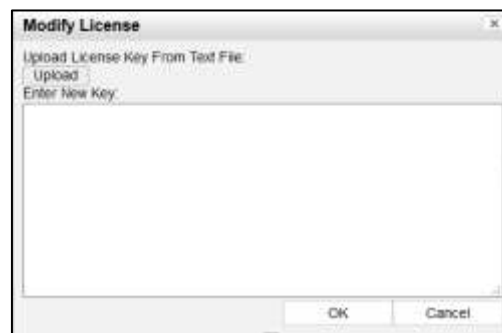 Modify License
x
Upload License Key From Text File:
Upload
Enter New Key:
OK Cancel